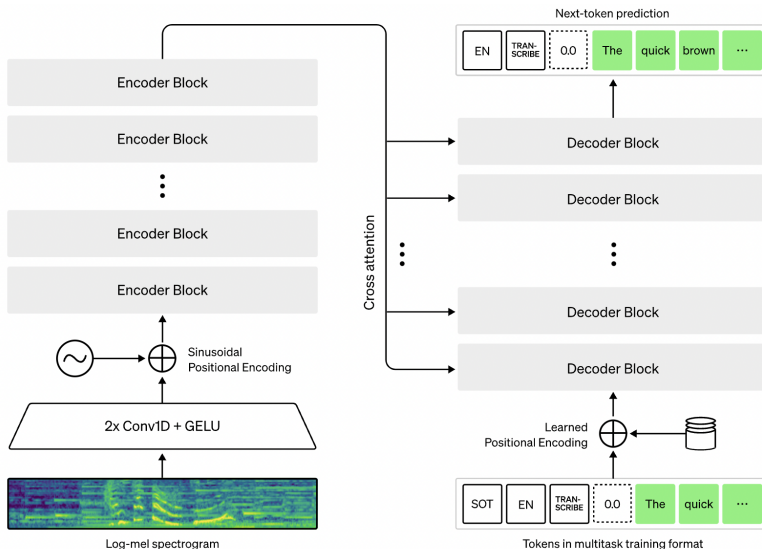 Next-token prediction
EN TRAN-SCRIBE 0.0 The quick brown ...
Encoder Block
Encoder Block
Encoder Block
Encoder Block
Sinusoidal
Positional Encoding
2x Conv1D + GELU
Log-mel spectrogram
Cross attention
Decoder Block
Decoder Block
Decoder Block
Decoder Block
Learned
Positional Encoding
SOT EN TRAN-SCRIBE 0.0 The quick ...
Tokens in multitask training format